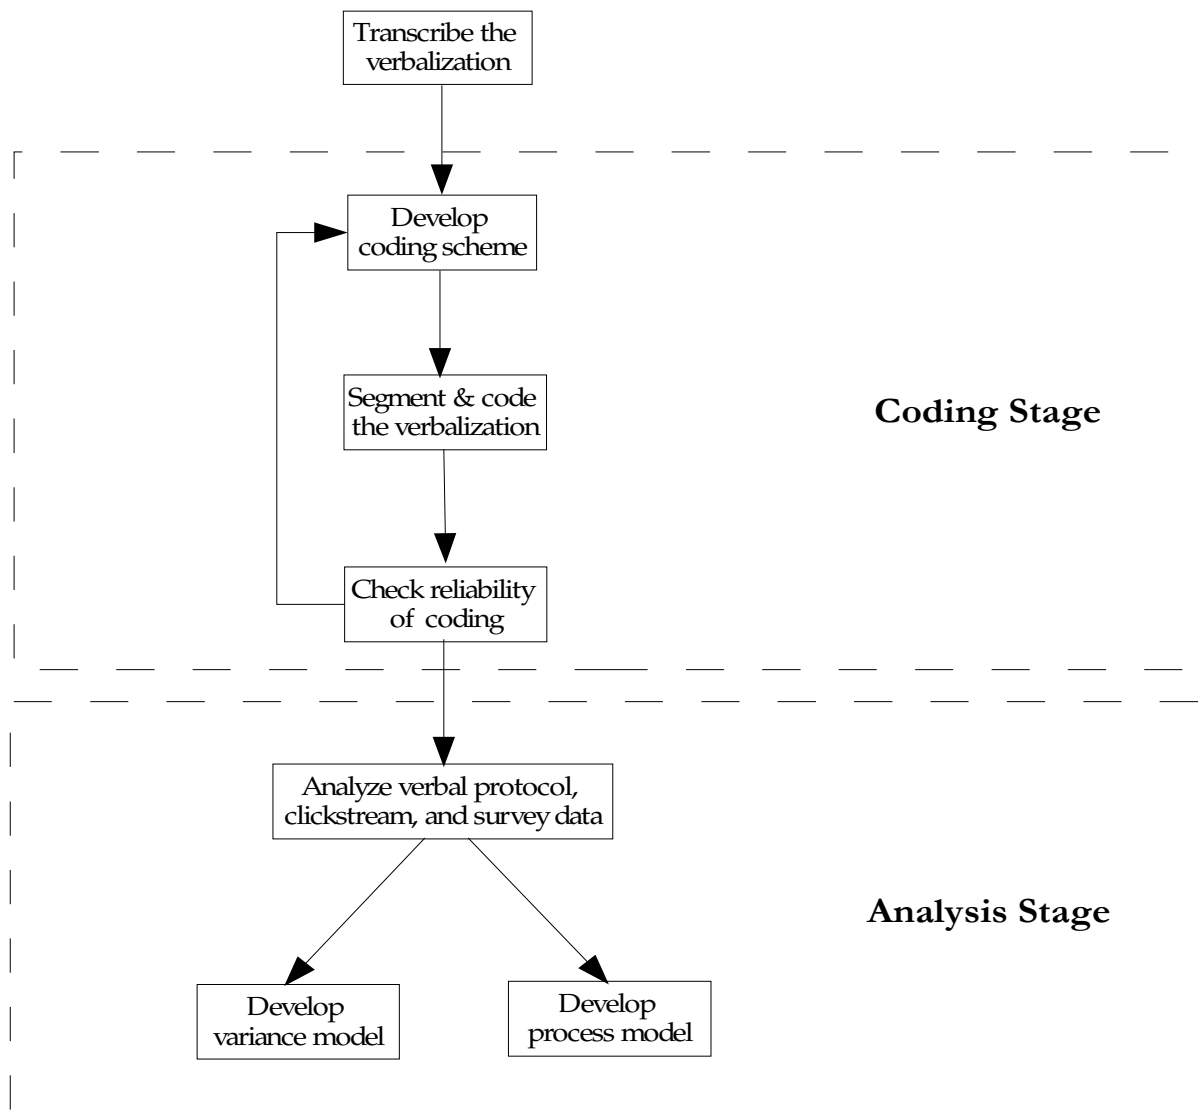 Transcribe the
verbalization
Develop
coding scheme
Segment & code
the verbalization
Coding Stage
Check reliability
of coding
Analyze verbal protocol,
clickstream, and survey data
Analysis Stage
Develop
variance model
Develop
process model